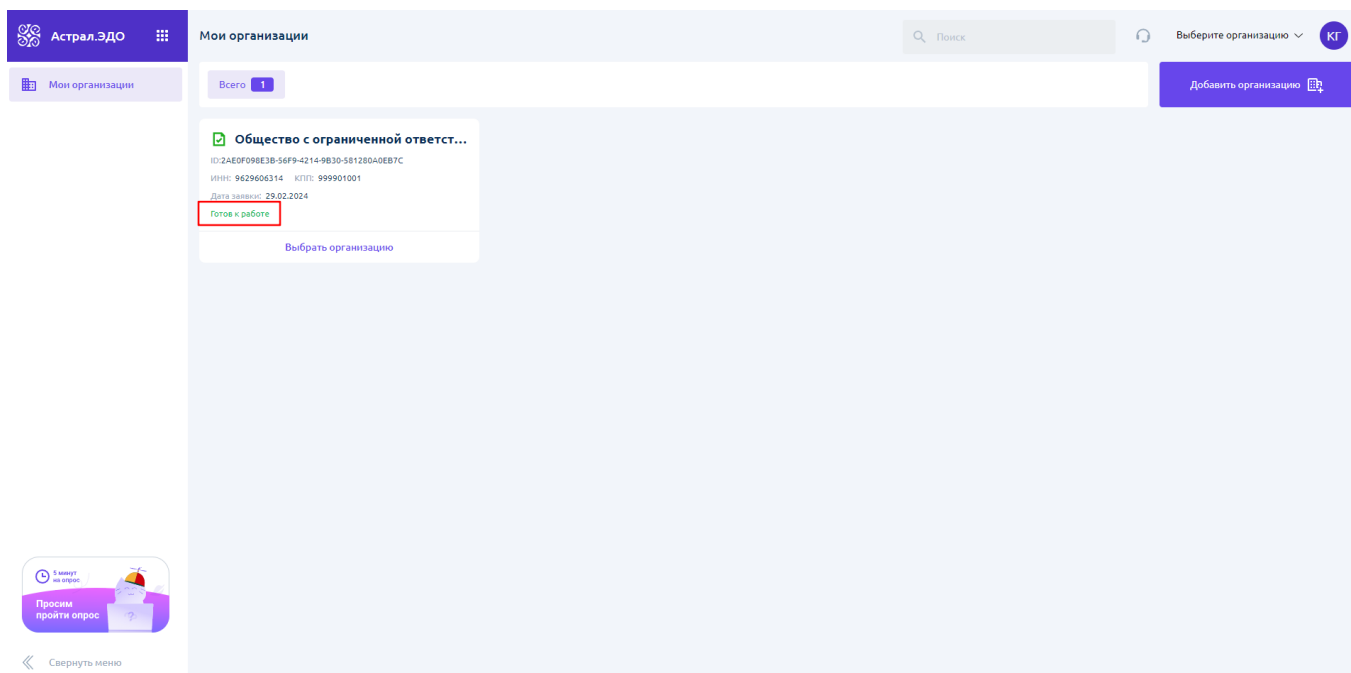 Астрал.ЭДО
Мои организации
Поиск
Выберите организацию
КГ
Мои организации
Всего 1
Добавить организацию
Общество с ограниченной ответст...
ID:2AE0F098E3B-56F9-4214-9B30-581280A0EB7C
ИНН: 9629606314 КПП: 999901001
Дата заявки: 29.02.2024
Готов к работе
Выбрать организацию
5 минут
на опрос
Просим
пройти опрос
?
Свернуть меню